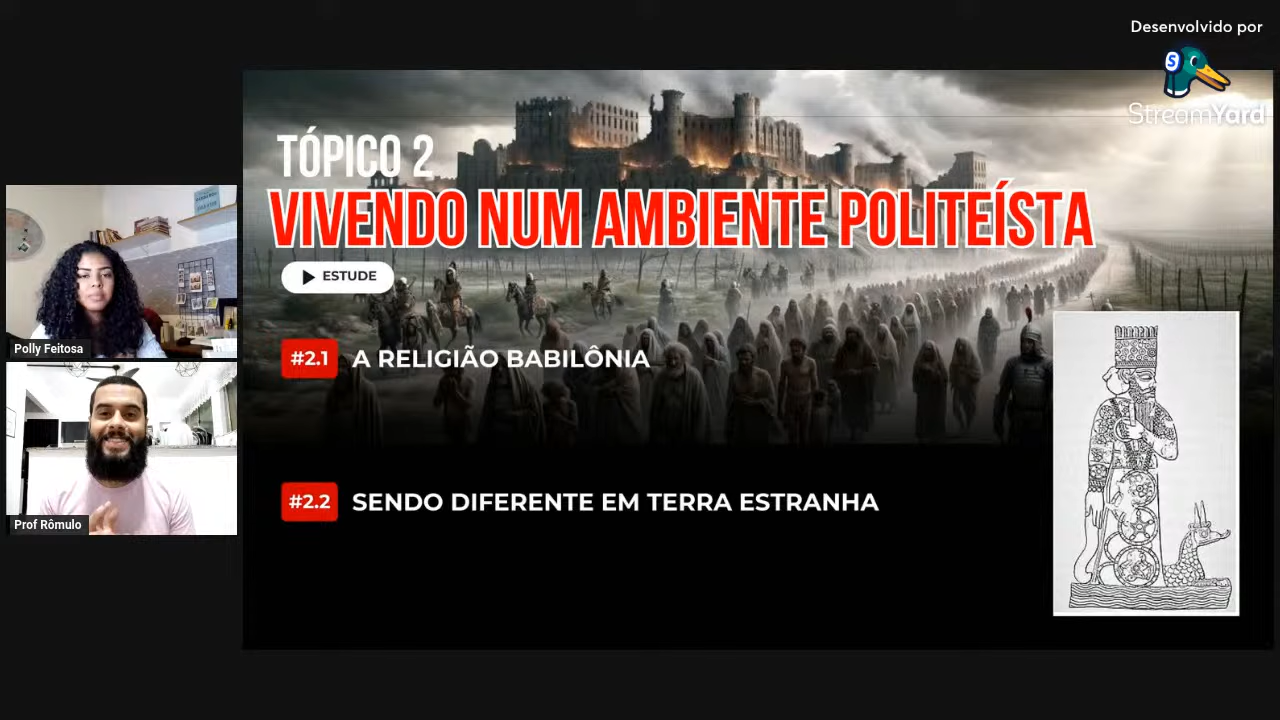 Desenvolvido por
S
StreamYard
TÓPICO 2
VIVENDO NUM AMBIENTE POLITEÍSTA
ESTUDE
#2.1 A RELIGIÃO BABILÔNIA
#2.2 SENDO DIFERENTE EM TERRA ESTRANHA
Polly Feitosa
Prof Rômulo